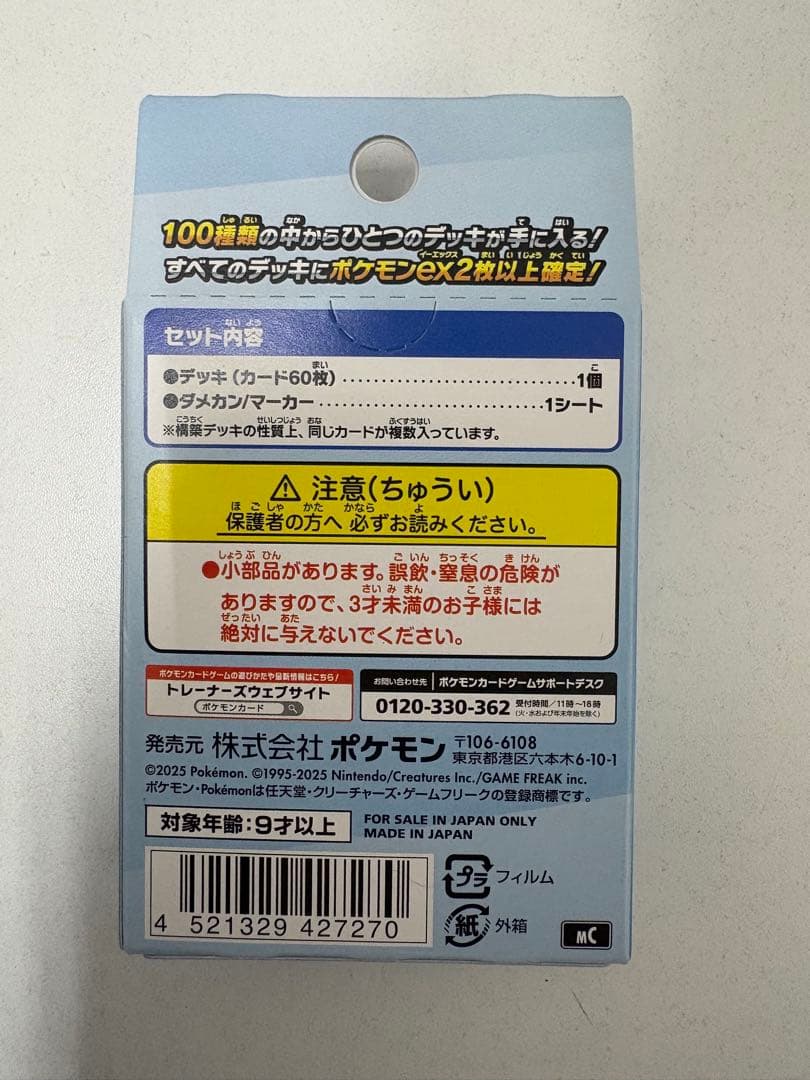 100種類の中からひとつのデッキが手に入る!
すべてのデッキにポケモンex2枚以上確定!
セット内容
●デッキ(カード60枚)‥‥‥‥‥‥‥‥‥‥1個
●ダメカン/マーカー‥‥‥‥‥‥‥‥‥‥1シート
※構築デッキの性質上、同じカードが複数入っています。
⚠ 注意(ちゅうい)
保護者の方へ 必ずお読みください。
●小部品があります。誤飲・窒息の危険が
ありますので、3才未満のお子様には
絶対に与えないでください。
ポケモンカードゲームの遊びかたや最新情報はこちら!
トレーナーズウェブサイト
ポケモンカード
お問い合わせ先 ポケモンカードゲームサポートデスク
0120-330-362 受付時間/11時〜16時
(火・水および年末年始を除く)
発売元 株式会社 ポケモン 〒106-6108
東京都港区六本木6-10-1
©2025 Pokémon. ©1995-2025 Nintendo/Creatures Inc./GAME FREAK inc.
ポケモン・Pokémonは任天堂・クリーチャーズ・ゲームフリークの登録商標です。
対象年齢:9才以上
FOR SALE IN JAPAN ONLY
MADE IN JAPAN
4 521329 427270
プラ フィルム
紙 外箱
MC